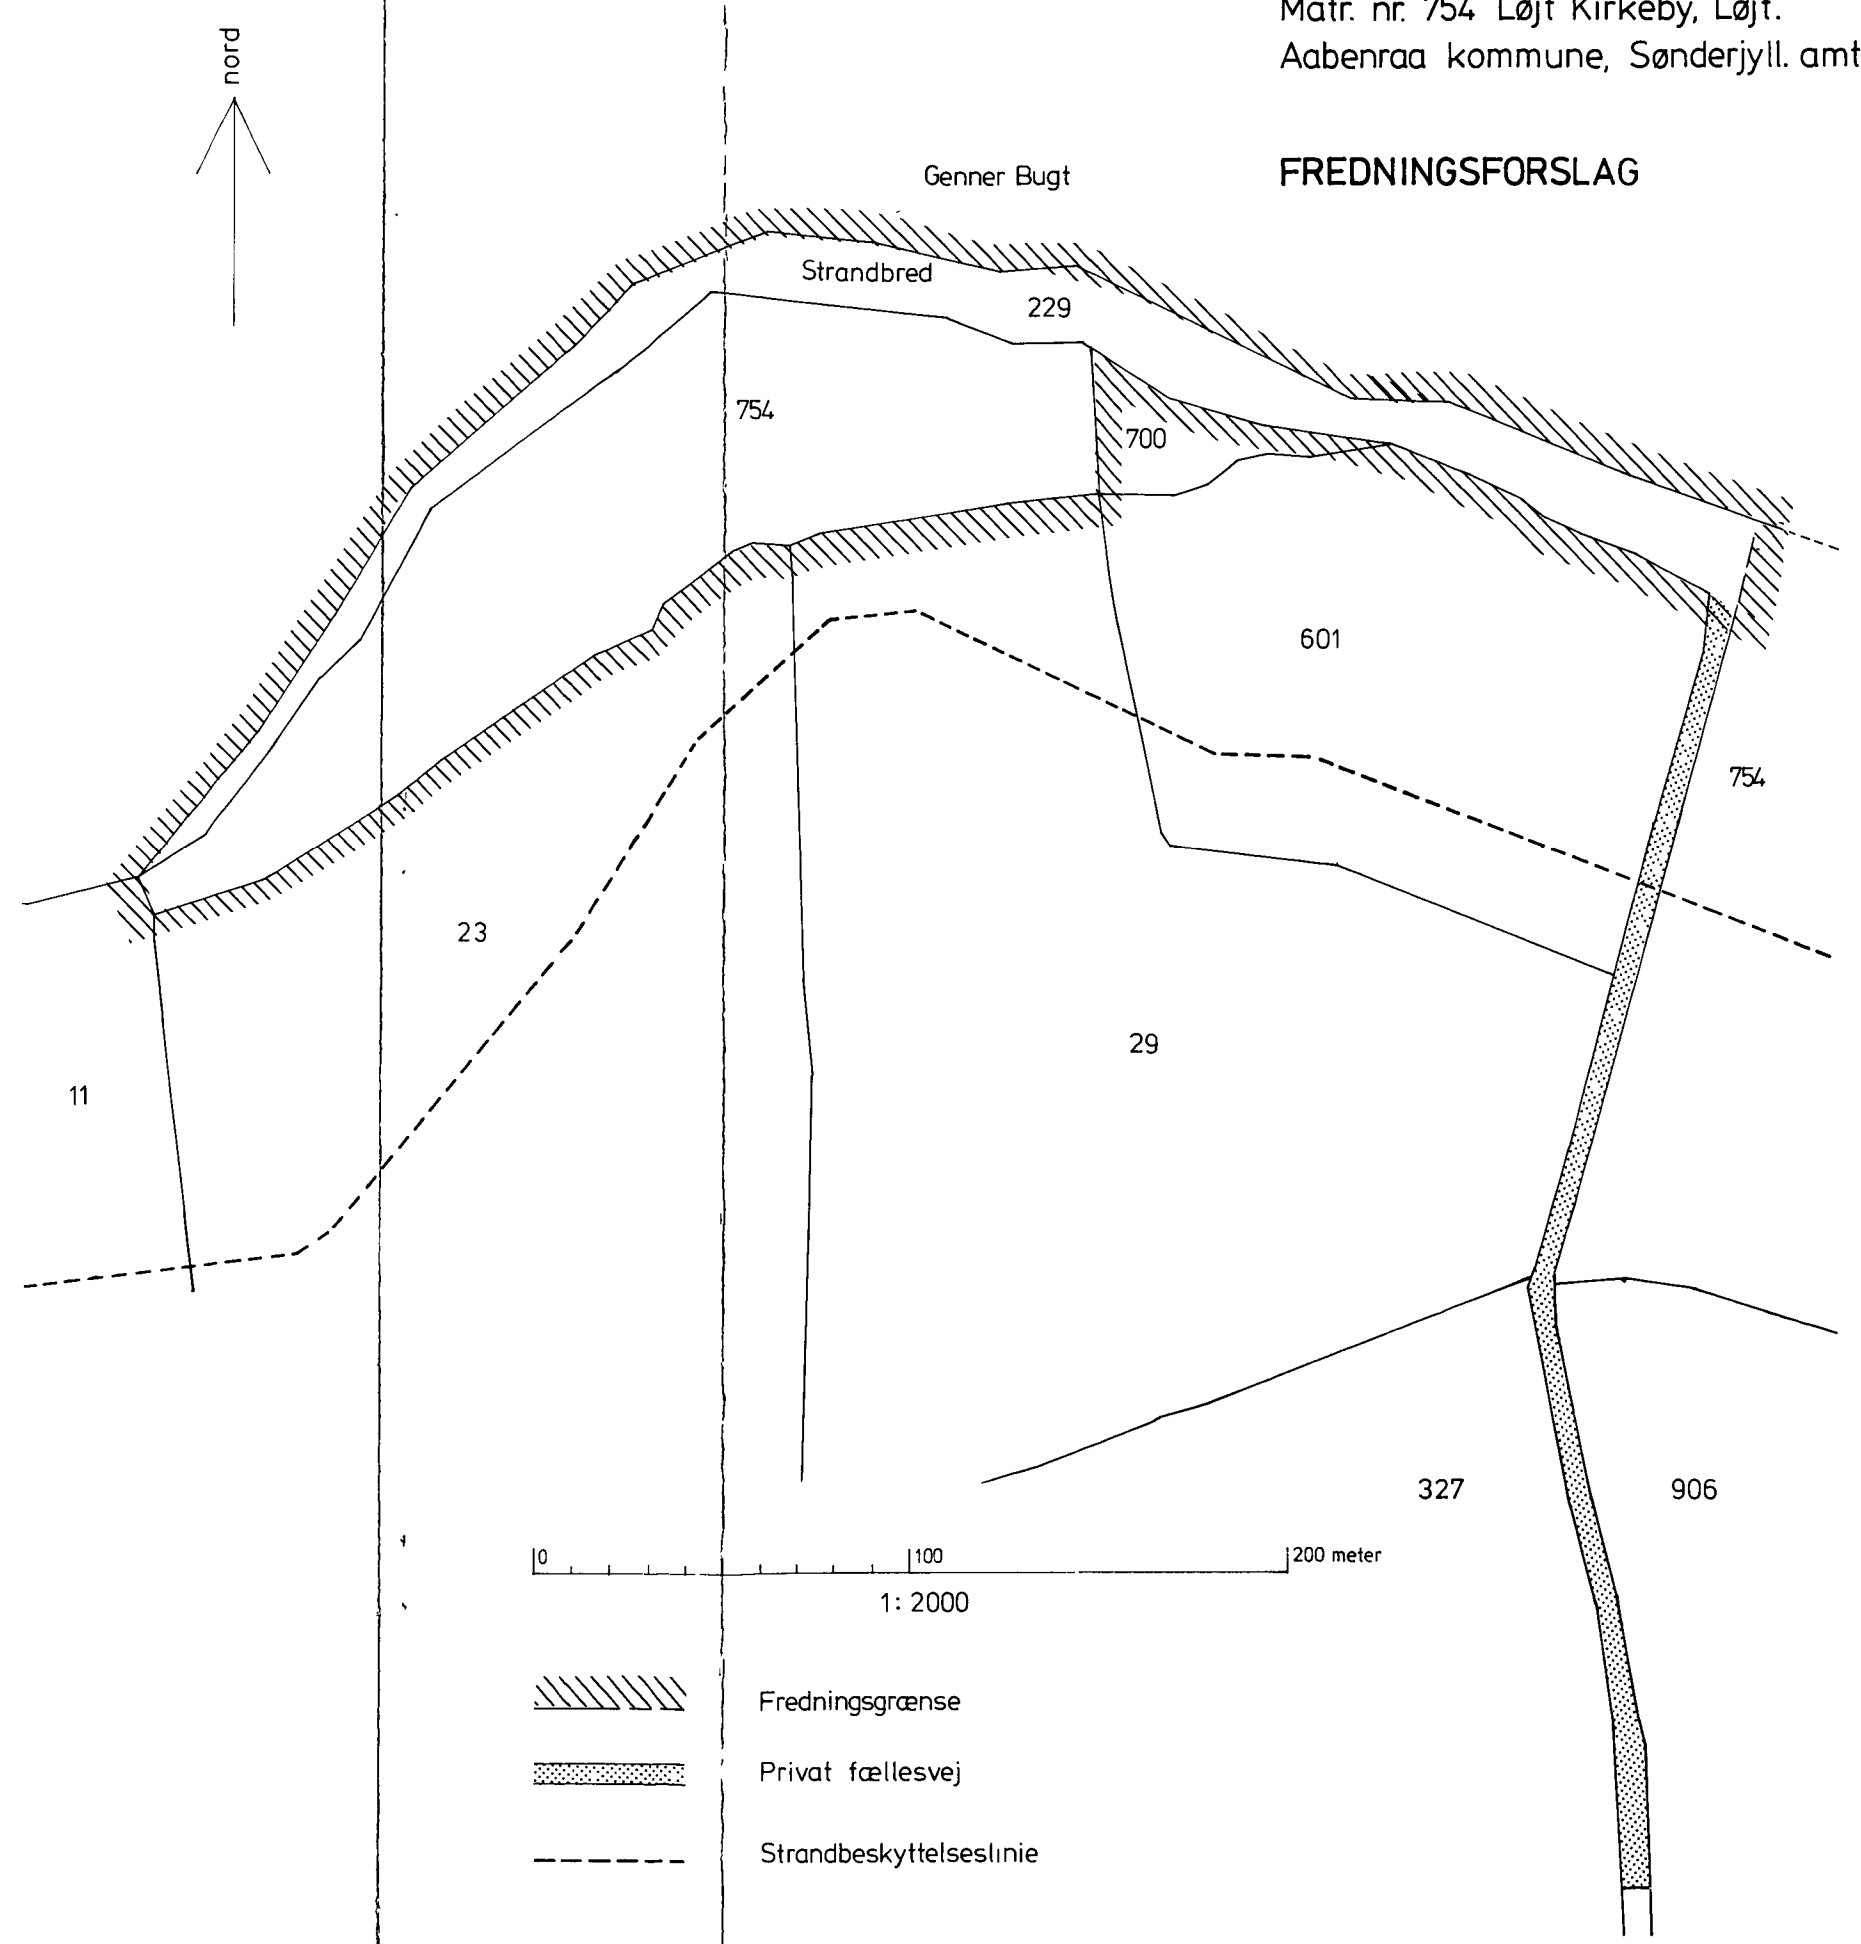 Matr. nr. 754 Løjt Kirkeby, Løjt.
Aabenraa kommune, Sønderjyll. amt
nord
Genner Bugt
FREDNINGSFORSLAG
Strandbred
229
754
700
601
754
23
29
11
327
906
0 100 200 meter
1: 2000
Fredningsgrænse
Privat fællesvej
Strandbeskyttelseslinie